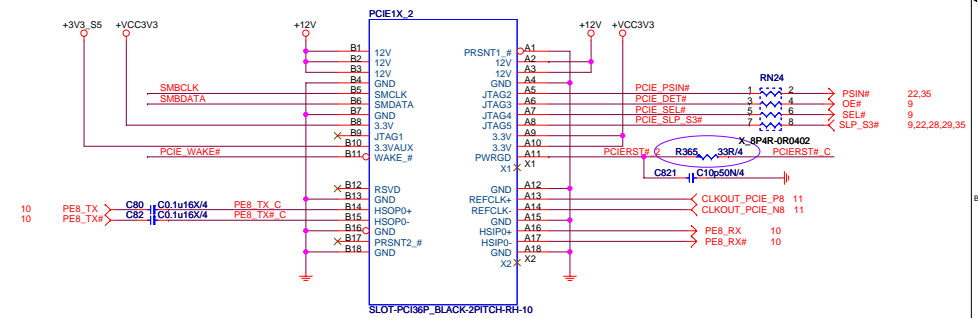 PCIE1X_2
+3V3_S5 +VCC3V3 +12V +12V +VCC3V3
B1 12V PRSNT1_# A1
B2 12V 12V A2
B3 12V 12V A3
B4 GND GND A4 RN24
SMBCLK B5 SMCLK JTAG2 A5 PCIE_PSIN# 1 2 PSIN# 22,35
SMBDATA B6 SMDATA JTAG3 A6 PCIE_DET# 3 4 OE# 9
B7 GND JTAG4 A7 PCIE_SEL# 5 6 SEL# 9
B8 3.3V JTAG5 A8 PCIE_SLP_S3# 7 8 SLP_S3# 9,22,28,29,35
B9 JTAG1 3.3V A9
B10 3.3VAUX 3.3V A10 X_8P4R-0R0402
PCIE_WAKE# B11 WAKE_# PWRGD A11 PCIERST#_2 R365 33R/4 PCIERST#_C
X1 X1
C821 C10p50N/4
B12 RSVD GND A12
B13 GND REFCLK+ A13 CLKOUT_PCIE_P8 11
10 PE8_TX C80 C0.1u16X/4 PE8_TX_C B14 HSOP0+ REFCLK- A14 CLKOUT_PCIE_N8 11
10 PE8_TX# C82 C0.1u16X/4 PE8_TX#_C B15 HSOP0- GND A15
B16 GND HSIP0+ A16 PE8_RX 10
B17 PRSNT2_# HSIP0- A17 PE8_RX# 10
B18 GND GND A18
X2 X2
SLOT-PCI36P_BLACK-2PITCH-RH-10
B